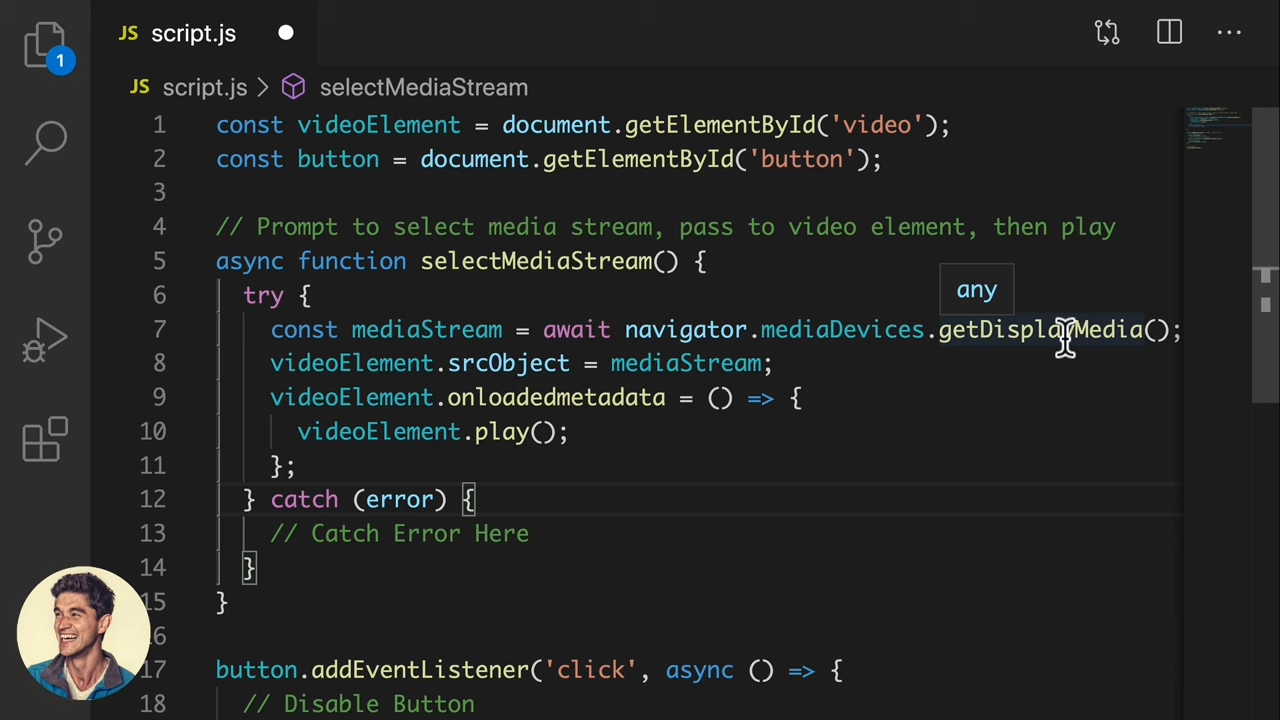 JS script.js
1
JS script.js > selectMediaStream
1 const videoElement = document.getElementById('video');
2 const button = document.getElementById('button');
3
4 // Prompt to select media stream, pass to video element, then play
5 async function selectMediaStream() {
any
6 try {
7 const mediaStream = await navigator.mediaDevices.getDisplayMedia();
8 videoElement.srcObject = mediaStream;
9 videoElement.onloadedmetadata = () => {
10 videoElement.play();
11 };
12 } catch (error) {
13 // Catch Error Here
14 }
15 }
16
17 button.addEventListener('click', async () => {
18 // Disable Button